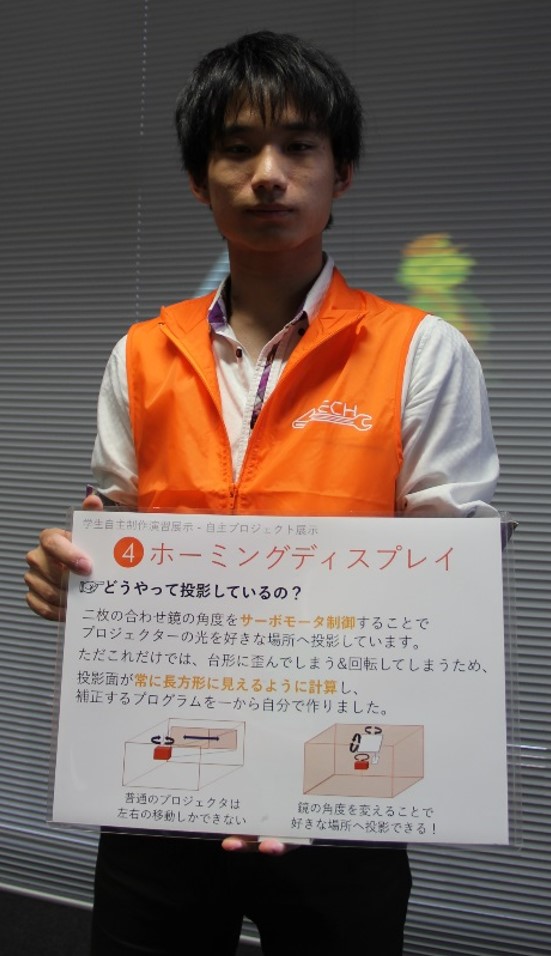 ECH
学生自主制作演習展示 - 自主プロジェクト展示
4 ホーミングディスプレイ
どうやって投影しているの？
二枚の合わせ鏡の角度をサーボモータ制御することで
プロジェクターの光を好きな場所へ投影しています。
ただこれだけでは、台形に歪んでしまう&回転してしまうため、
投影面が常に長方形に見えるように計算し、
補正するプログラムを一から自分で作りました。
普通のプロジェクタは
左右の移動しかできない
鏡の角度を変えることで
好きな場所へ投影できる！